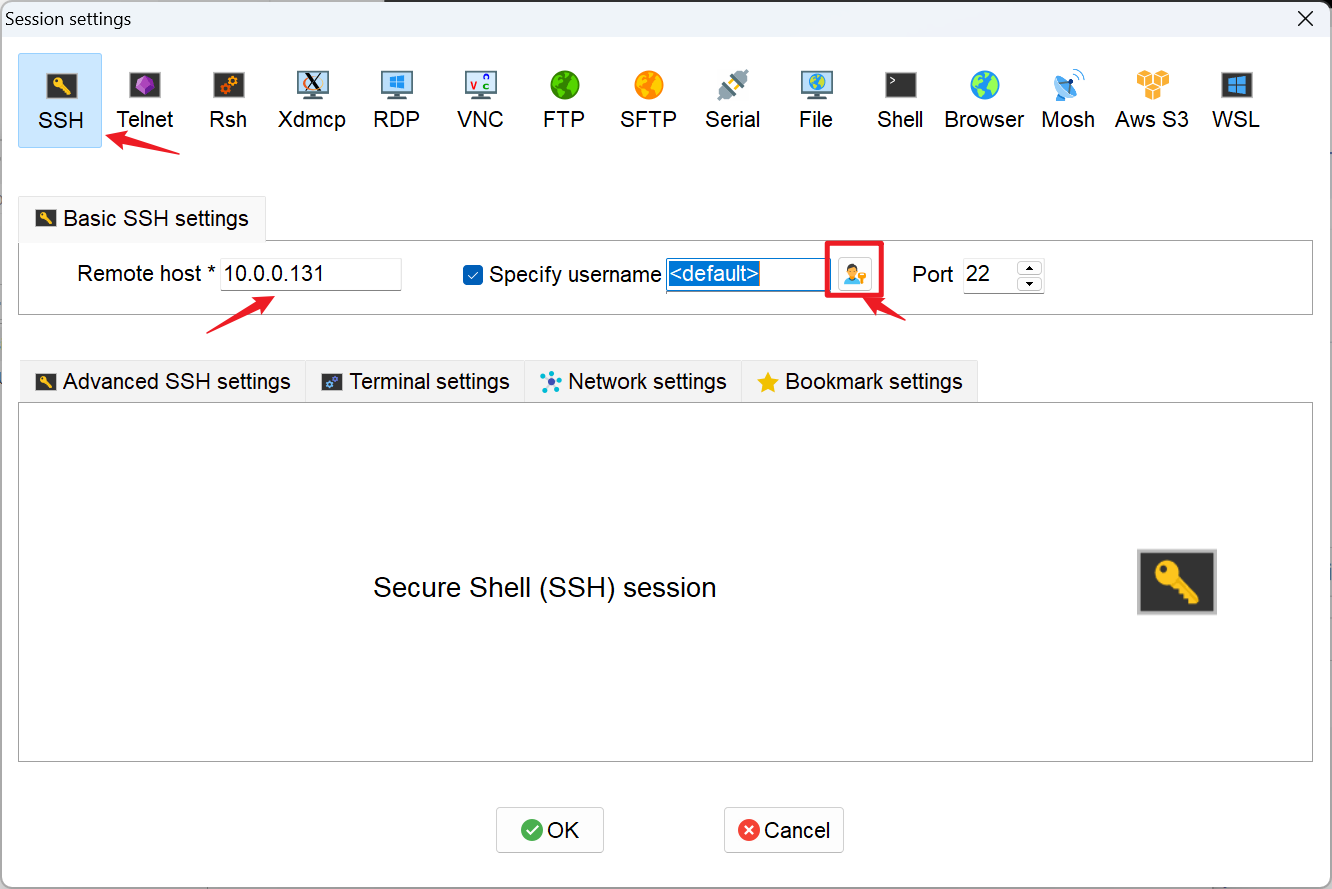 Session settings
SSH Telnet Rsh Xdmcp RDP VNC FTP SFTP Serial File Shell Browser Mosh Aws S3 WSL
Basic SSH settings
Remote host * 10.0.0.131 Specify username <default> Port 22
Advanced SSH settings Terminal settings Network settings Bookmark settings
Secure Shell (SSH) session
OK Cancel